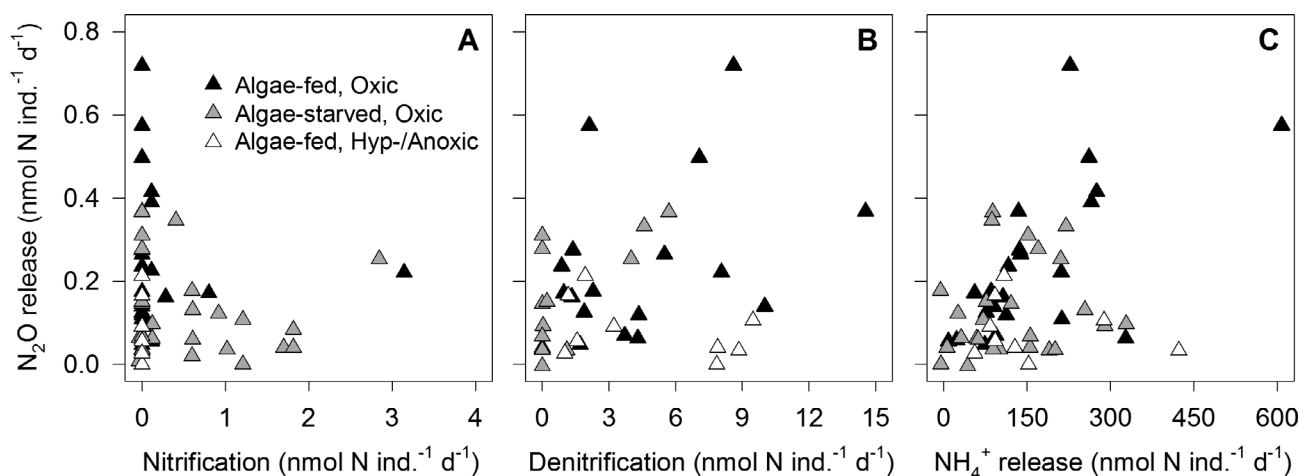 A
B
C
0.8
0.6
0.4
0.2
0.0
N₂O release (nmol N ind.⁻¹ d⁻¹)
Algae-fed, Oxic
Algae-starved, Oxic
Algae-fed, Hyp-/Anoxic
0 1 2 3 4
0 3 6 9 12 15
0 150 300 450 600
Nitrification (nmol N ind.⁻¹ d⁻¹)
Denitrification (nmol N ind.⁻¹ d⁻¹)
NH₄⁺ release (nmol N ind.⁻¹ d⁻¹)